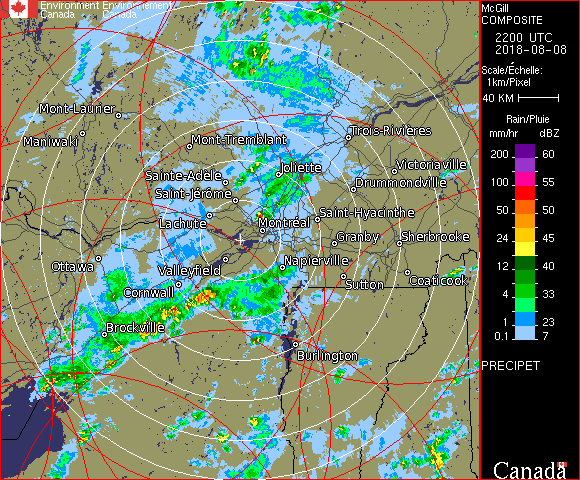 Environment Environnement
Canada Canada
McGill
COMPOSITE
2200 UTC
2018-08-08
Scale/Échelle:
1km/Pixel
40 KM
Rain/Pluie
mm/hr dBZ
200 60
100 55
50 50
24 45
12 40
4 33
1 23
0.1 7
PRECIPET
Canada
Mont-Laurier
Maniwaki
Mont-Tremblant
Trois-Rivières
Sainte-Adèle
Joliette
Victoriaville
Saint-Jérôme
Drummondville
Lachute
Saint-Hyacinthe
Montréal
Granby
Sherbrooke
Ottawa
Valleyfield
Napierville
Cornwall
Sutton
Coaticook
Brockville
Burlington